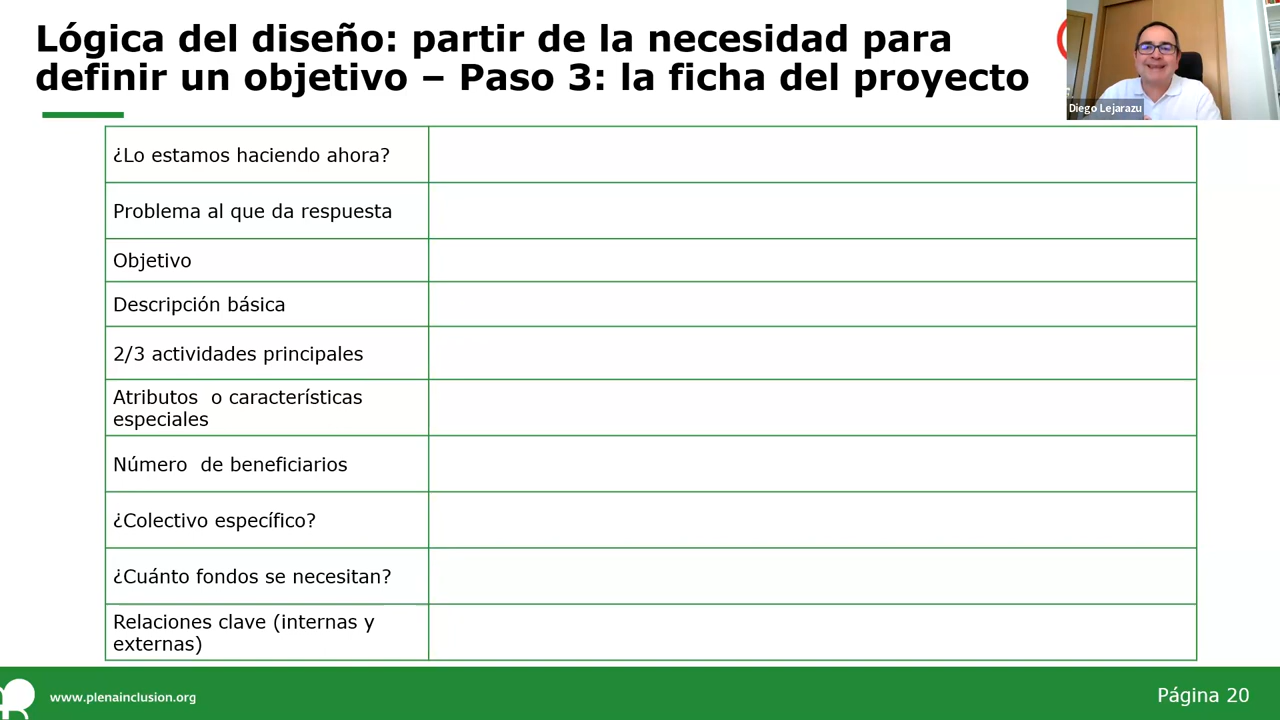 Lógica del diseño: partir de la necesidad para
definir un objetivo – Paso 3: la ficha del proyecto
Diego Lejarazu
¿Lo estamos haciendo ahora?
Problema al que da respuesta
Objetivo
Descripción básica
2/3 actividades principales
Atributos  o características
especiales
Número  de beneficiarios
¿Colectivo específico?
¿Cuánto fondos se necesitan?
Relaciones clave (internas y
externas)
www.plenainclusion.org
Página 20